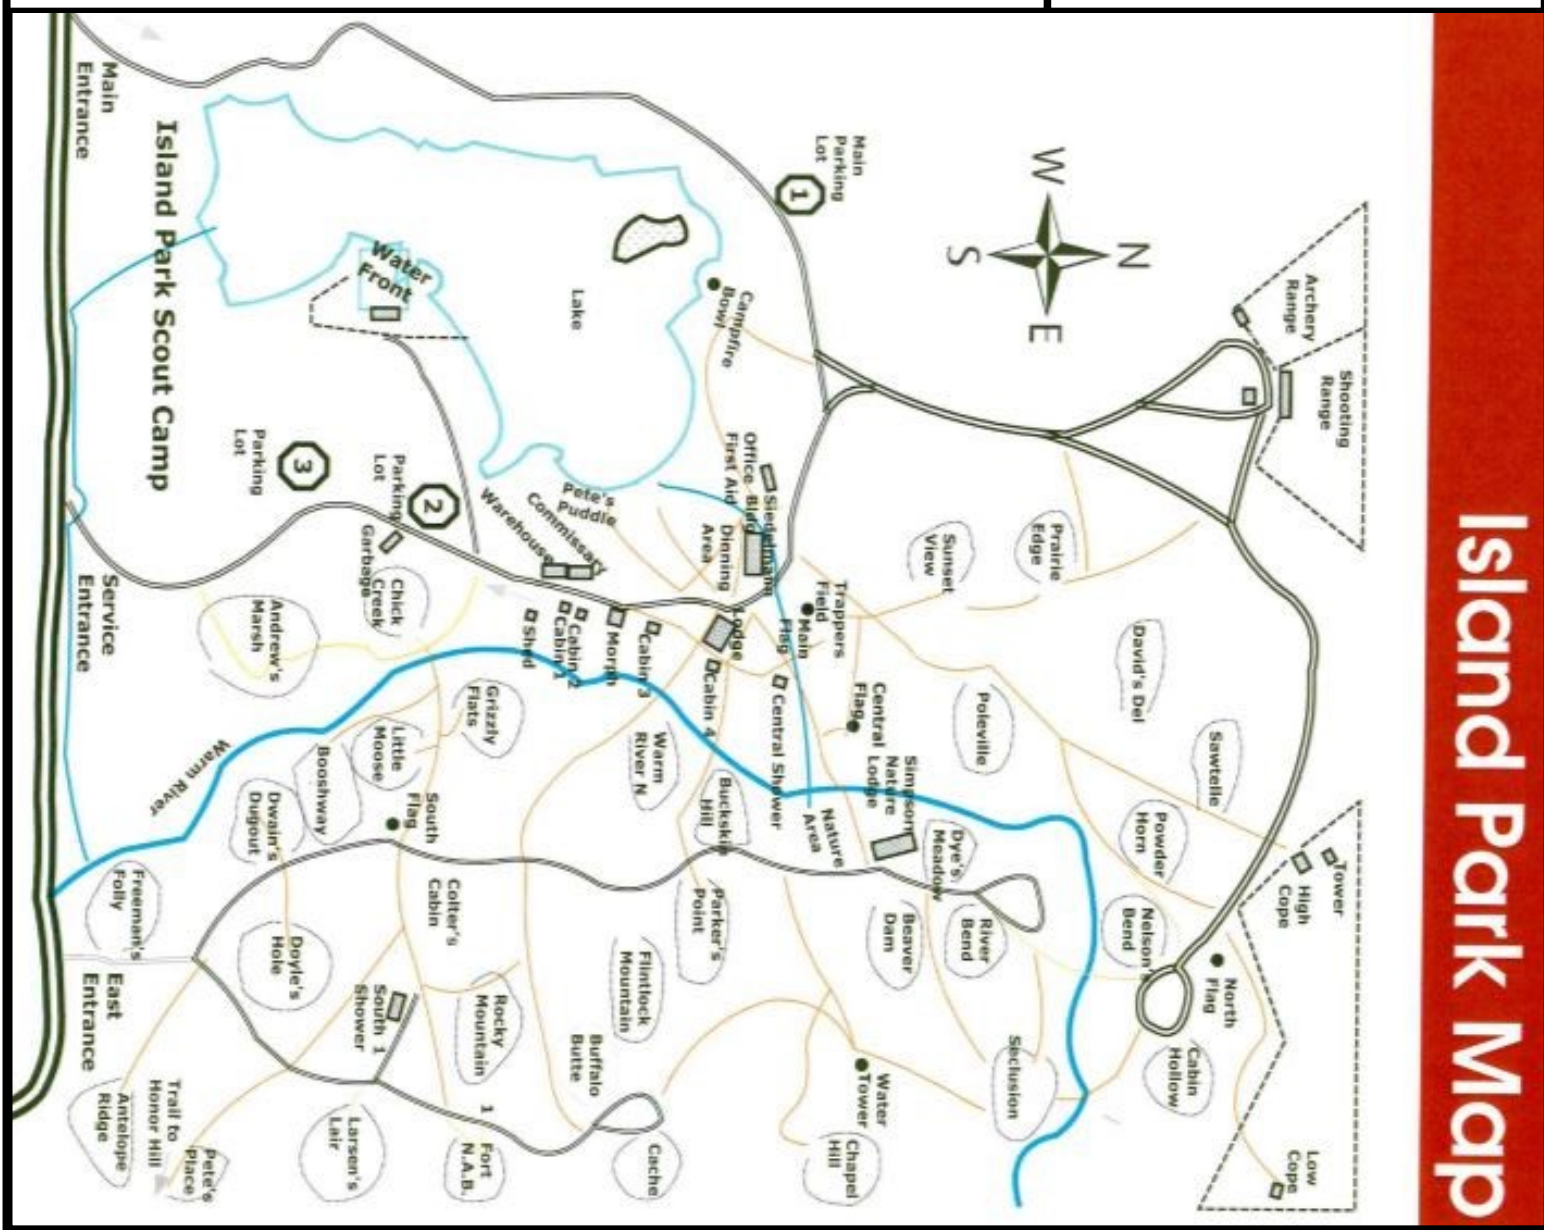 Island Park Map
Archery
Range
Shooting
Range
Tower
High
Cope
Low
Cope
N
W
E
S
Main
Parking
Lot
1
Prairie
Edge
Sunset
View
David's Del
Sawtelle
Poleville
Powder
Horn
Nelson's
Bend
North
Flag
Cabin
Hollow
Campfire
Bowl
Lake
Water
Front
Office Bldg
First Aid
Siedelmann
Dinning
Area
Pete's
Puddle
Commissary
Warehouse
Trappers
Field
Main
Flag
Lodge
Central
Flag
Central Shower
Cabin 4
Cabin 3
Morph
Cabin 2
Cabin 1
Shed
Simpson
Nature
Lodge
Nature
Area
Dye's
Meadow
River
Bend
Beaver
Dam
Seclusion
Water
Tower
Chapel
Hill
Warm
River N
Buckskin
Hill
Parker's
Point
Flintlock
Mountain
Buffalo
Butte
Cache
Parking
Lot
2
Parking
Lot
3
Garbage
Chick
Creek
Andrew's
Marsh
Grizzly
Flats
Little
Moose
Booshway
South
Flag
Dwain's
Dugout
Warm River
Colter's
Cabin
Rocky
Mountain
1
Fort
N.A.B.
South 1
Shower
Doyle's
Hole
Larsen's
Lair
Freeman's
Folly
Trail to
Honor Hill
Pete's
Place
Antelope
Ridge
Island Park Scout Camp
Main
Entrance
Service
Entrance
East
Entrance